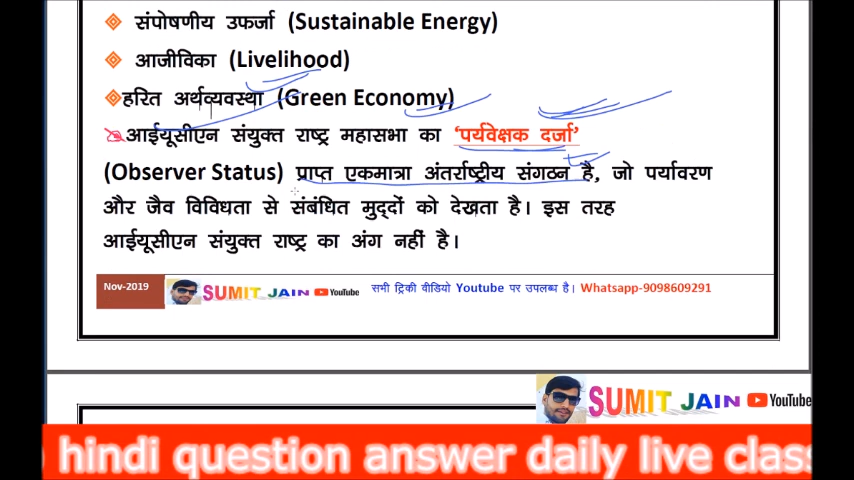 संपोषणीय उफर्जा (Sustainable Energy)
आजीविका (Livelihood)
हरित अर्थव्यवस्था (Green Economy)
आईयूसीएन संयुक्त राष्ट्र महासभा का ‘पर्यवेक्षक दर्जा’
(Observer Status) प्राप्त एकमात्रा अंतर्राष्ट्रीय संगठन है, जो पर्यावरण
और जैव विविधता से संबंधित मुद्दों को देखता है। इस तरह
आईयूसीएन संयुक्त राष्ट्र का अंग नहीं है।
Nov-2019 SUMIT JAIN YouTube सभी ट्रिकी वीडियो Youtube पर उपलब्ध है। Whatsapp-9098609291
SUMIT JAIN YouTube
hindi question answer daily live class